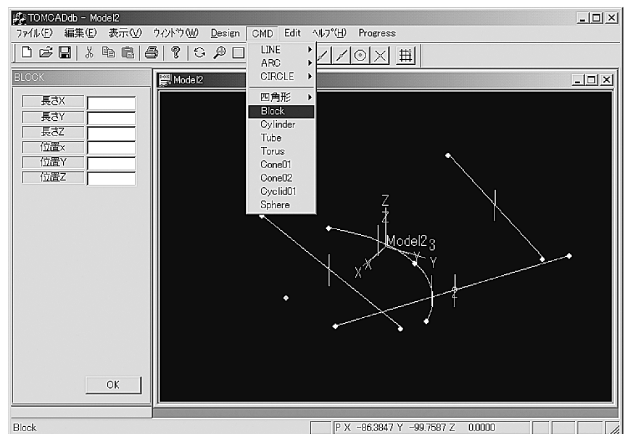 TOMCADdb - Model2
ファイル(F) 編集(E) 表示(V) ウィンドウ(W) Design CMD Edit ヘルプ(H) Progress
BLOCK
長さX
長さY
長さZ
位置x
位置Y
位置Z
OK
LINE
ARC
CIRCLE
四角形
Block
Cylinder
Tube
Torus
Cone01
Cone02
Cyclid01
Sphere
Model2
Z
Z
Model2 3
X X Y Y
2
Block
P X -86.3847 Y -99.7587 Z 0.0000